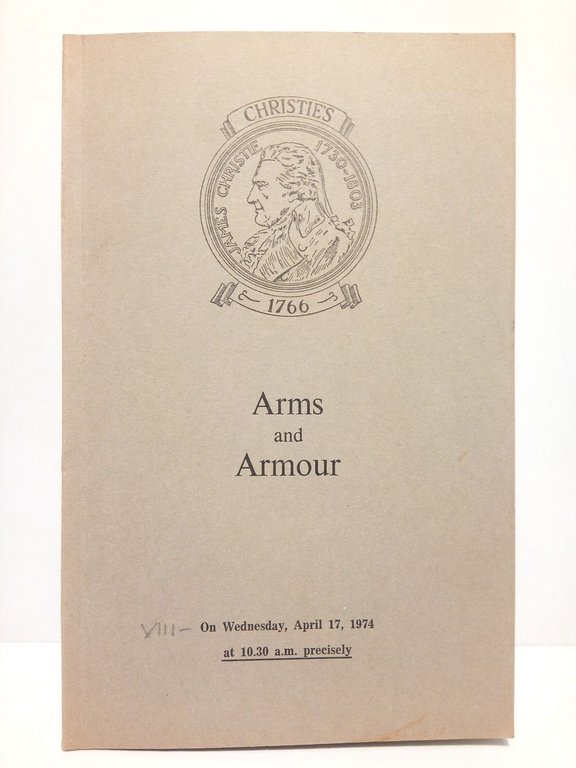 CHRISTIE'S
JAMES CHRISTIE 1730-1803
1766
Arms
and
Armour
VIII- On Wednesday, April 17, 1974
at 10.30 a.m. precisely